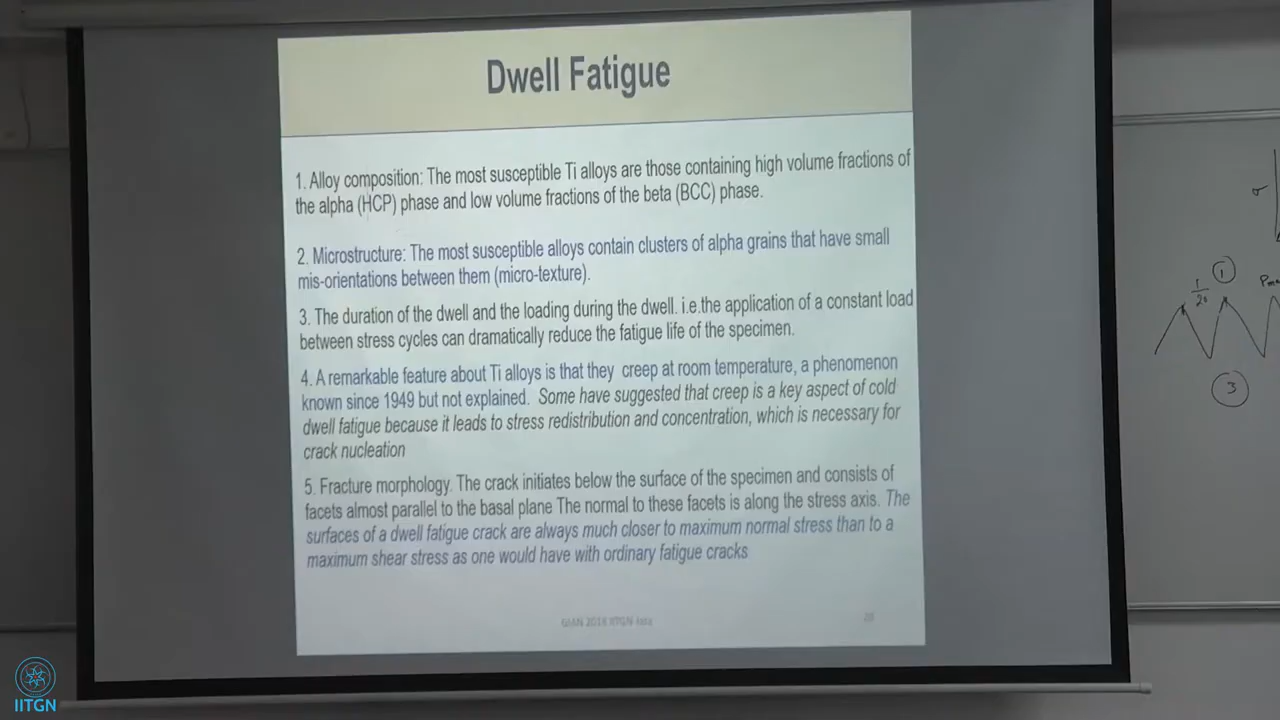 Dwell Fatigue
1. Alloy composition: The most susceptible Ti alloys are those containing high volume fractions of
the alpha (HCP) phase and low volume fractions of the beta (BCC) phase.
2. Microstructure: The most susceptible alloys contain clusters of alpha grains that have small
mis-orientations between them (micro-texture).
3. The duration of the dwell and the loading during the dwell. i.e.the application of a constant load
between stress cycles can dramatically reduce the fatigue life of the specimen.
4. A remarkable feature about Ti alloys is that they creep at room temperature, a phenomenon
known since 1949 but not explained. Some have suggested that creep is a key aspect of cold
dwell fatigue because it leads to stress redistribution and concentration, which is necessary for
crack nucleation
5. Fracture morphology. The crack initiates below the surface of the specimen and consists of
facets almost parallel to the basal plane The normal to these facets is along the stress axis. The
surfaces of a dwell fatigue crack are always much closer to maximum normal stress than to a
maximum shear stress as one would have with ordinary fatigue cracks
IITGN
σ
1
1/20
3